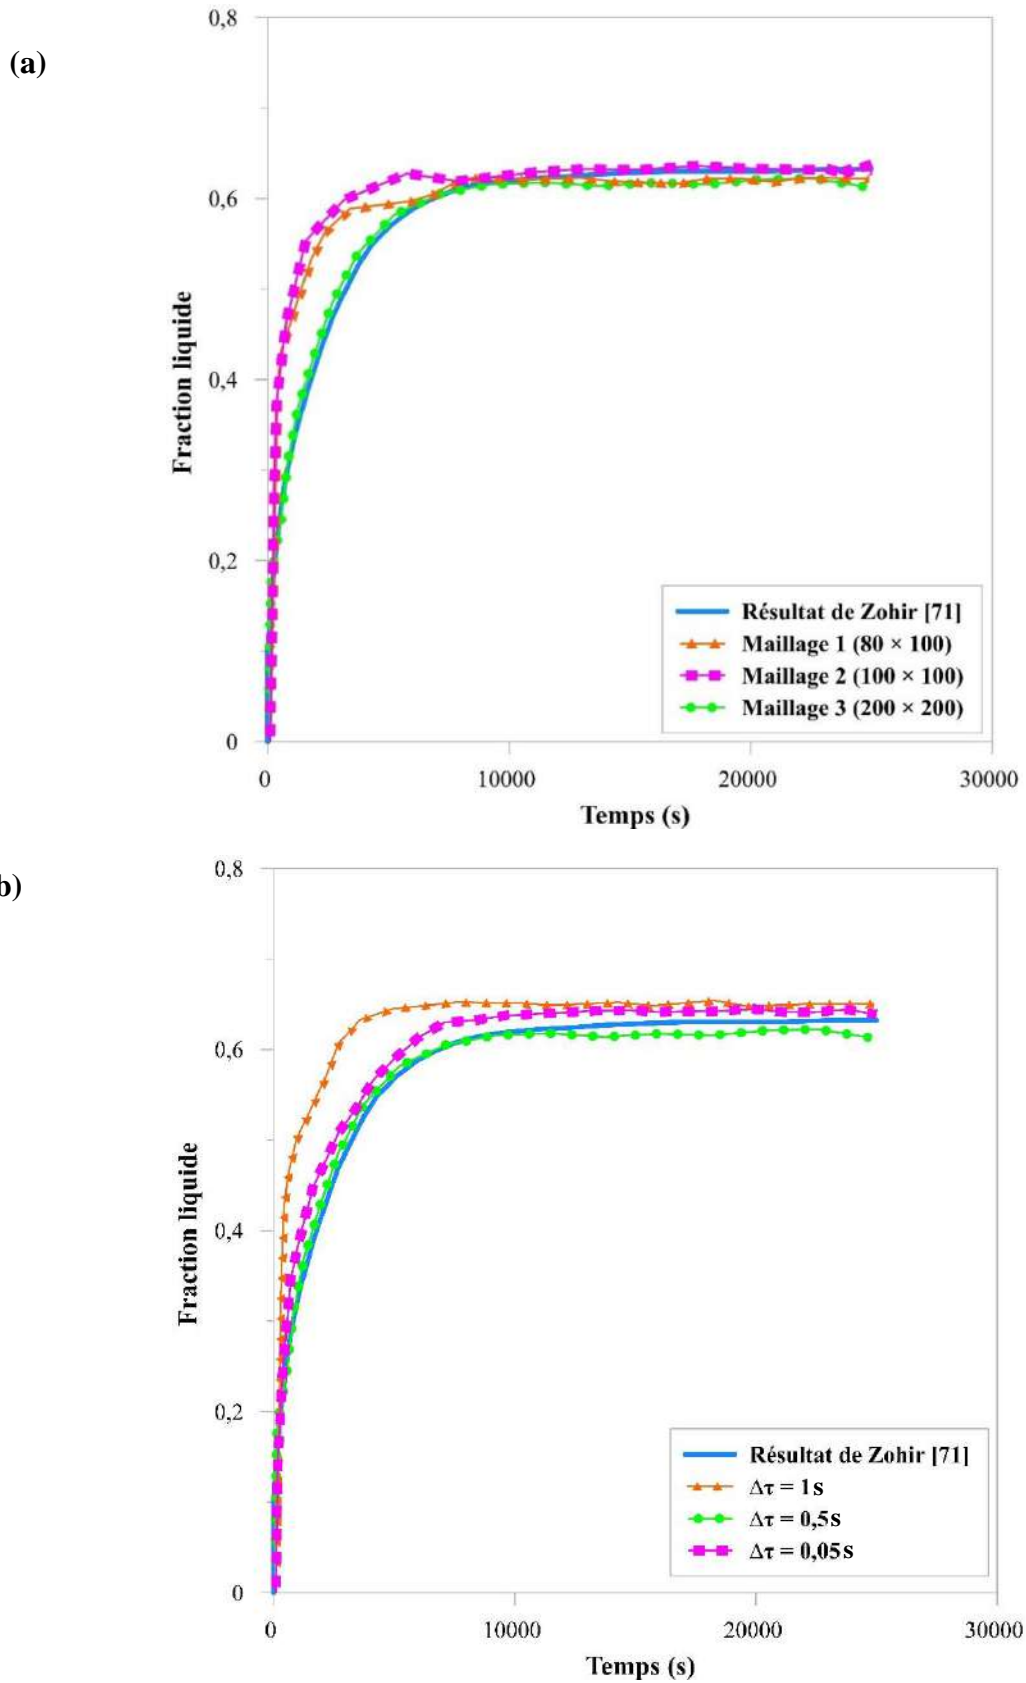 (a)
0,8
0,6
0,4
0,2
0
Fraction liquide
Résultat de Zohir [71]
Maillage 1 (80 × 100)
Maillage 2 (100 × 100)
Maillage 3 (200 × 200)
0 10000 20000 30000
Temps (s)
b)
0,8
0,6
0,4
0,2
0
Fraction liquide
Résultat de Zohir [71]
Δτ = 1s
Δτ = 0,5s
Δτ = 0,05s
0 10000 20000 30000
Temps (s)